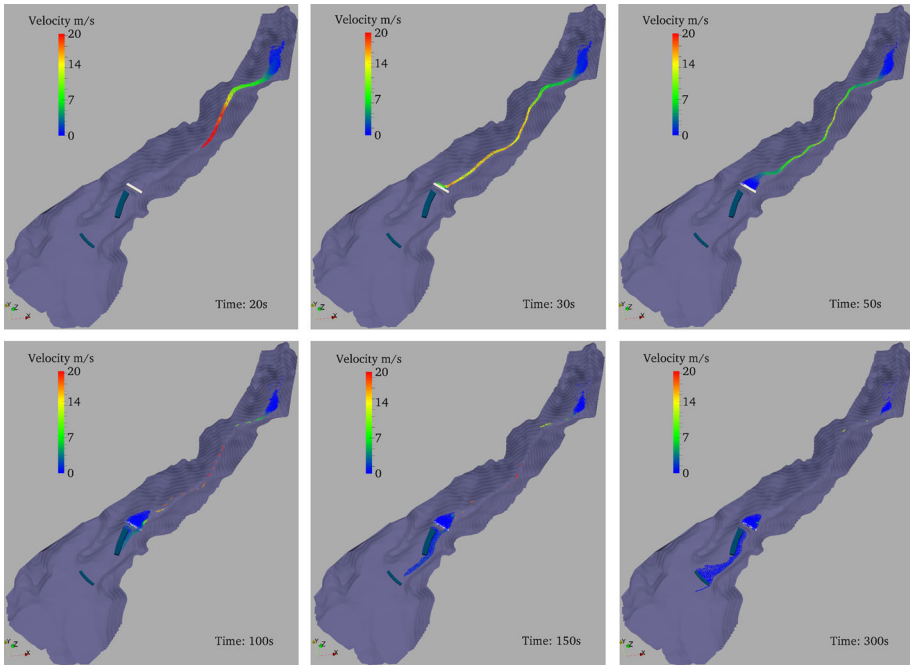 Velocity m/s
20
14
7
0
Time: 20s
Y
Z
X
Velocity m/s
20
14
7
0
Time: 30s
Y
Z
X
Velocity m/s
20
14
7
0
Time: 50s
Y
Z
X
Velocity m/s
20
14
7
0
Time: 100s
Y
Z
X
Velocity m/s
20
14
7
0
Time: 150s
Y
Z
X
Velocity m/s
20
14
7
0
Time: 300s
Y
Z
X